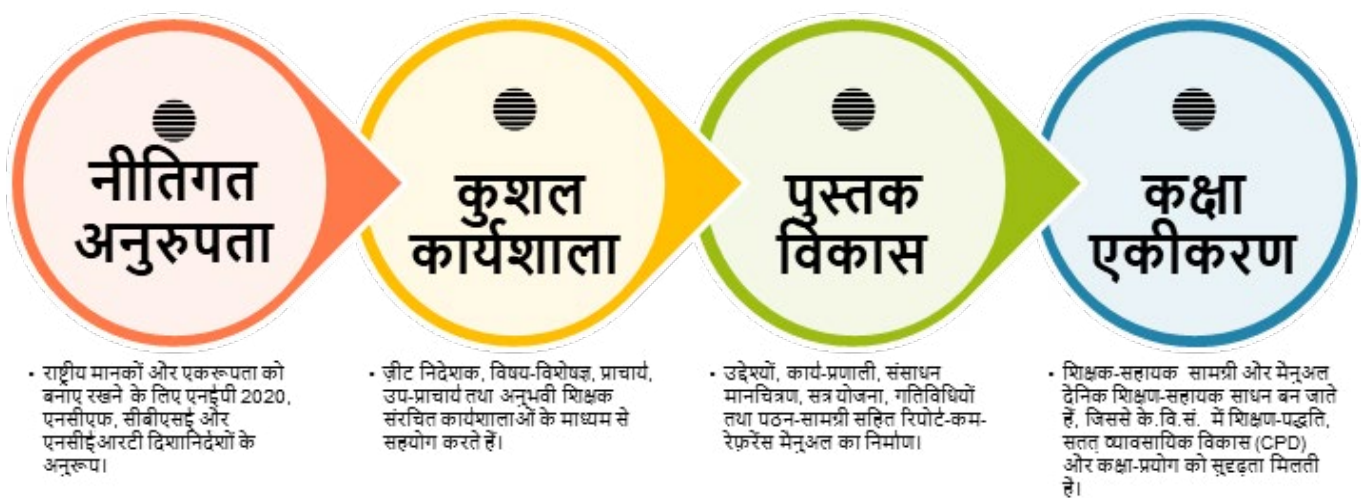 नीतिगत
अनुरुपता
• राष्ट्रीय मानकों और एकरूपता को
बनाए रखने के लिए एनईपी 2020,
एनसीएफ, सीबीएसई और
एनसीईआरटी दिशानिर्देशों के
अनुरूप।
कुशल
कार्यशाला
• ज़ीट निदेशक, विषय-विशेषज्ञ, प्राचार्य,
उप-प्राचार्य तथा अनुभवी शिक्षक
संरचित कार्यशालाओं के माध्यम से
सहयोग करते हैं।
पुस्तक
विकास
• उद्देश्यों, कार्य-प्रणाली, संसाधन
मानचित्रण, सत्र योजना, गतिविधियों
तथा पठन-सामग्री सहित रिपोर्ट-कम-
रेफ़रेंस मेनुअल का निर्माण।
कक्षा
एकीकरण
• शिक्षक-सहायक सामग्री और मेनुअल
दैनिक शिक्षण-सहायक साधन बन जाते
हैं, जिससे के.वि.सं. में शिक्षण-पद्धति,
सतत् व्यावसायिक विकास (CPD)
और कक्षा-प्रयोग को सुदृढ़ता मिलती
है।